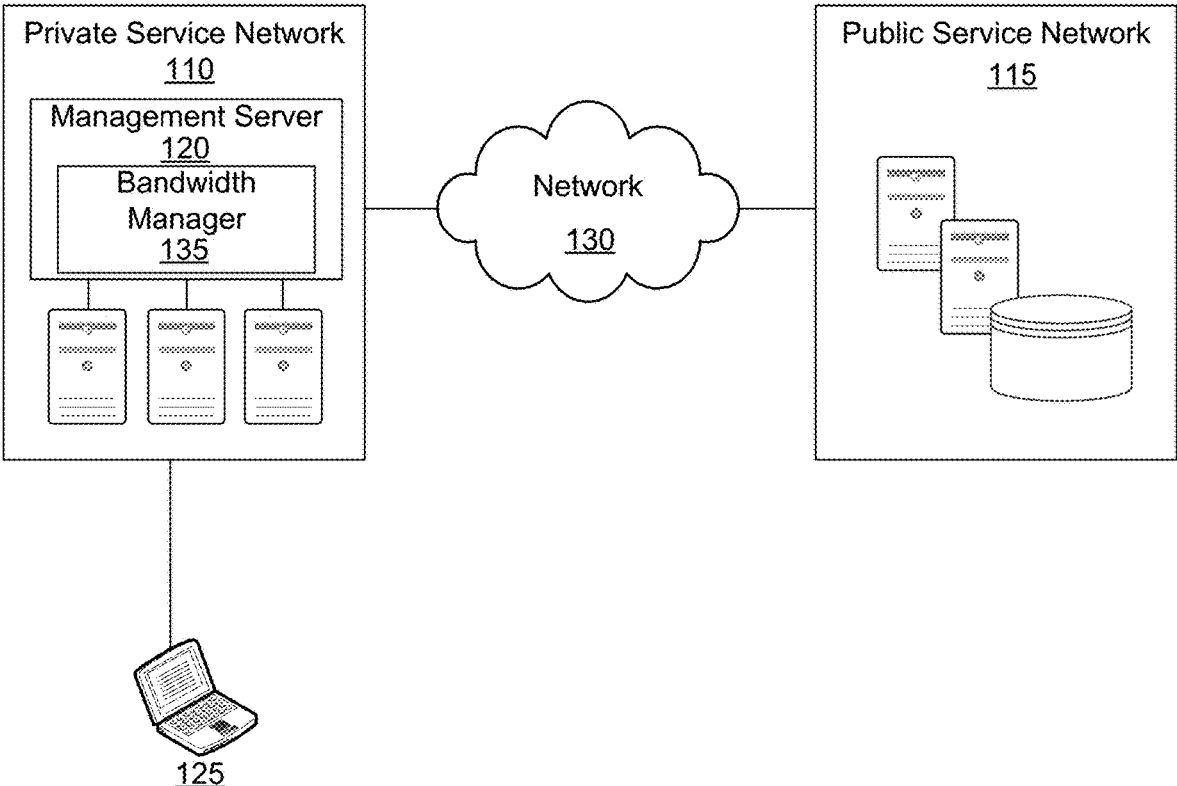 Private Service Network
110
Management Server
120
Bandwidth
Manager
135
Network
130
Public Service Network
115
125